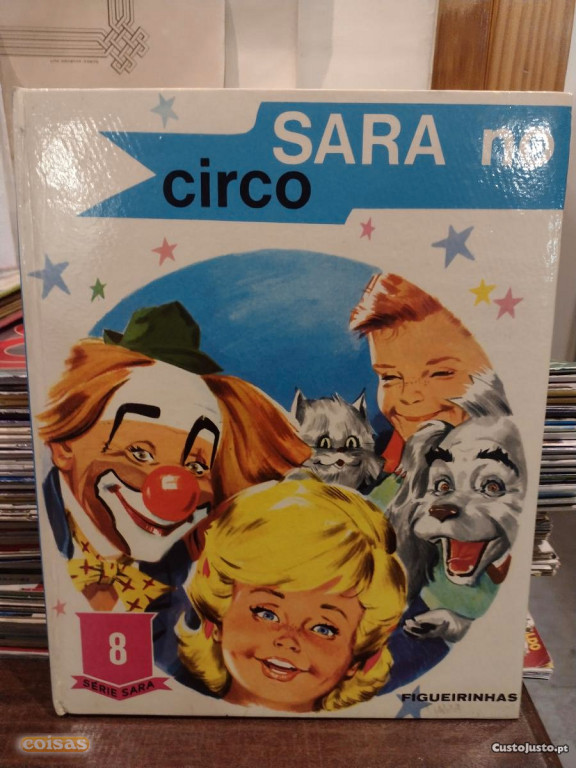 SARA no
circo
8
SÉRIE SARA
FIGUEIRINHAS
coisas
CustoJusto.pt